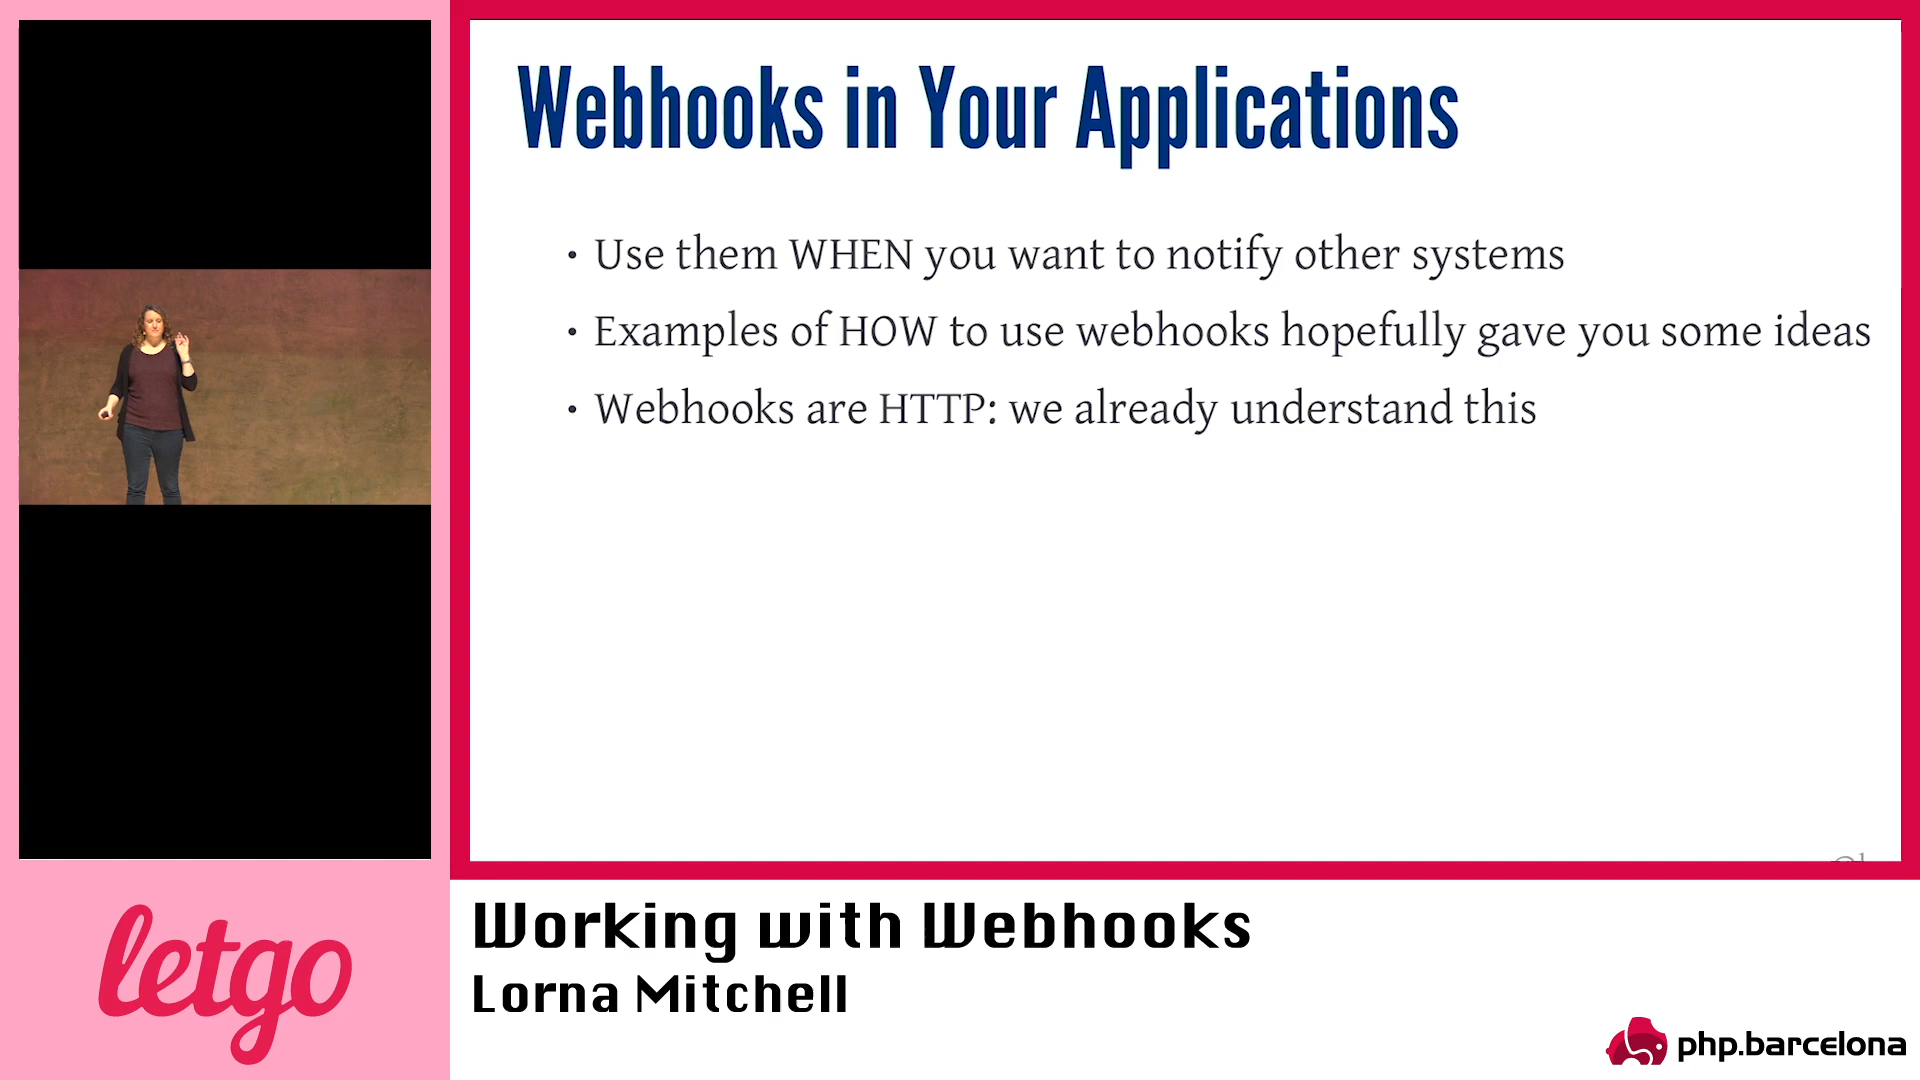 Webhooks in Your Applications
• Use them WHEN you want to notify other systems
• Examples of HOW to use webhooks hopefully gave you some ideas
• Webhooks are HTTP: we already understand this
letgo
Working with Webhooks
Lorna Mitchell
php.barcelona